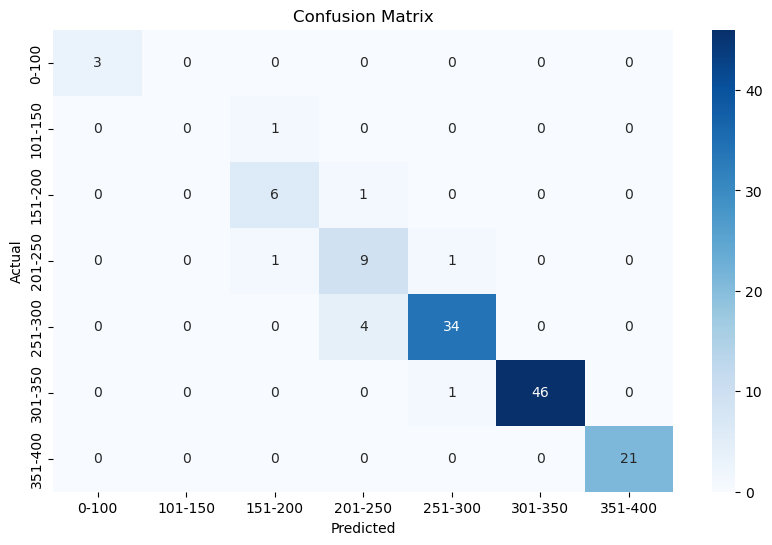 Confusion Matrix
Actual
0-100 3 0 0 0 0 0 0
101-150 0 0 1 0 0 0 0
151-200 0 0 6 1 0 0 0
201-250 0 0 1 9 1 0 0
251-300 0 0 0 4 34 0 0
301-350 0 0 0 0 1 46 0
351-400 0 0 0 0 0 0 21
0-100 101-150 151-200 201-250 251-300 301-350 351-400
Predicted
40
30
20
10
0